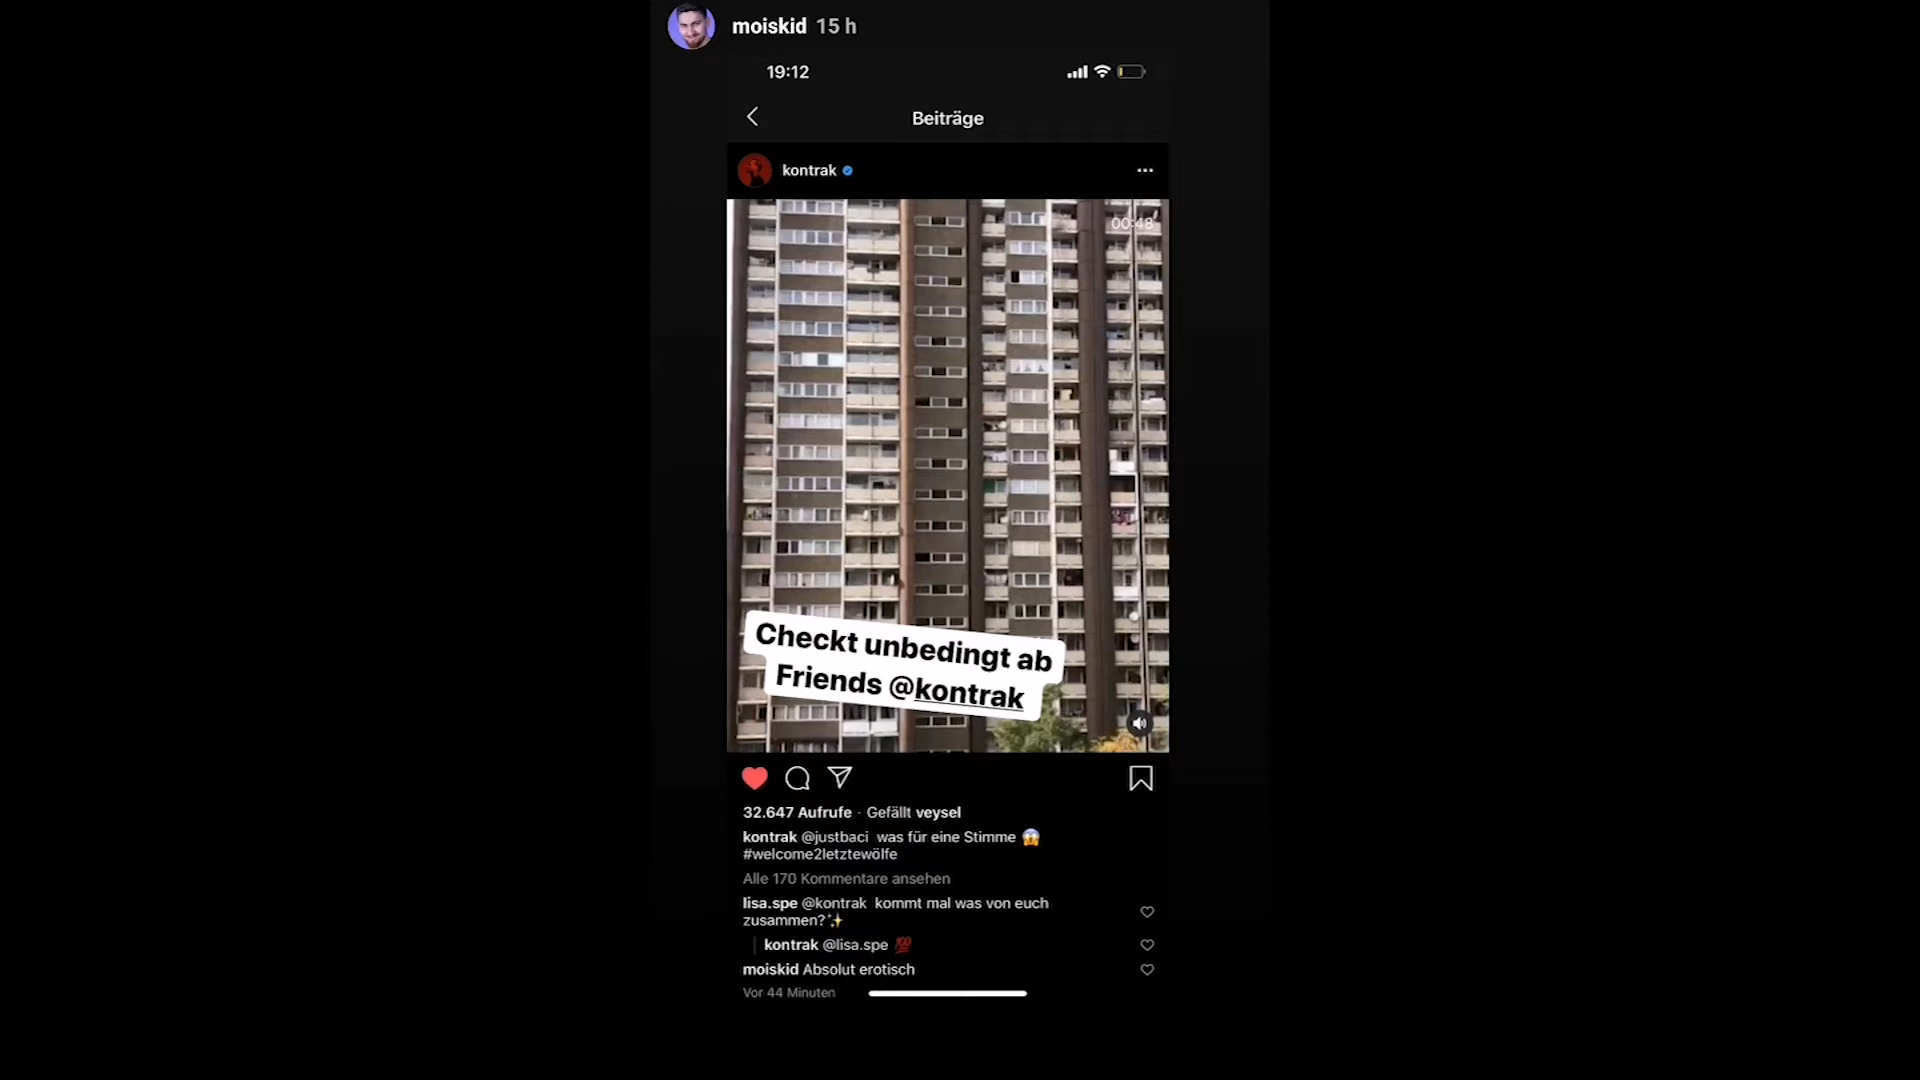 moiskid 15 h
19:12
Beiträge
kontrak
00:48
Checkt unbedingt ab
Friends @kontrak
32.647 Aufrufe · Gefällt veysel
kontrak @justbaci was für eine Stimme 😱
#welcome2letztewölfe
Alle 170 Kommentare ansehen
lisa.spe @kontrak kommt mal was von euch
zusammen?✨
kontrak @lisa.spe 💯
moiskid Absolut erotisch
Vor 44 Minuten